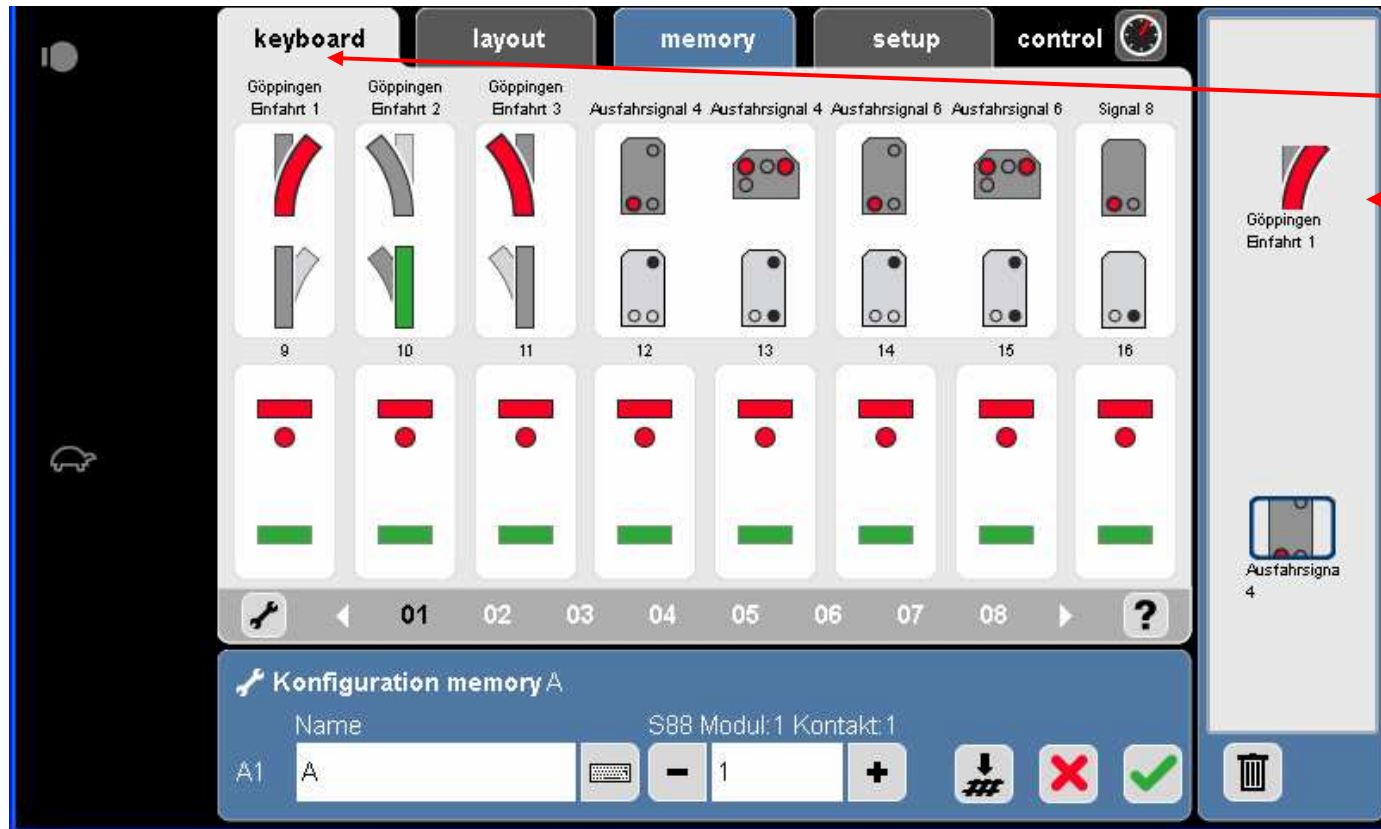 keyboard layout memory setup control
Göppingen Göppingen Göppingen
Einfahrt 1 Einfahrt 2 Einfahrt 3 Ausfahrsignal 4 Ausfahrsignal 4 Ausfahrsignal 6 Ausfahrsignal 6 Signal 8
9 10 11 12 13 14 15 16
01 02 03 04 05 06 07 08 ?
Konfiguration memory A
Name S88 Modul:1 Kontakt:1
A1 A - 1 +
Göppingen
Einfahrt 1
Ausfahrsigna
4